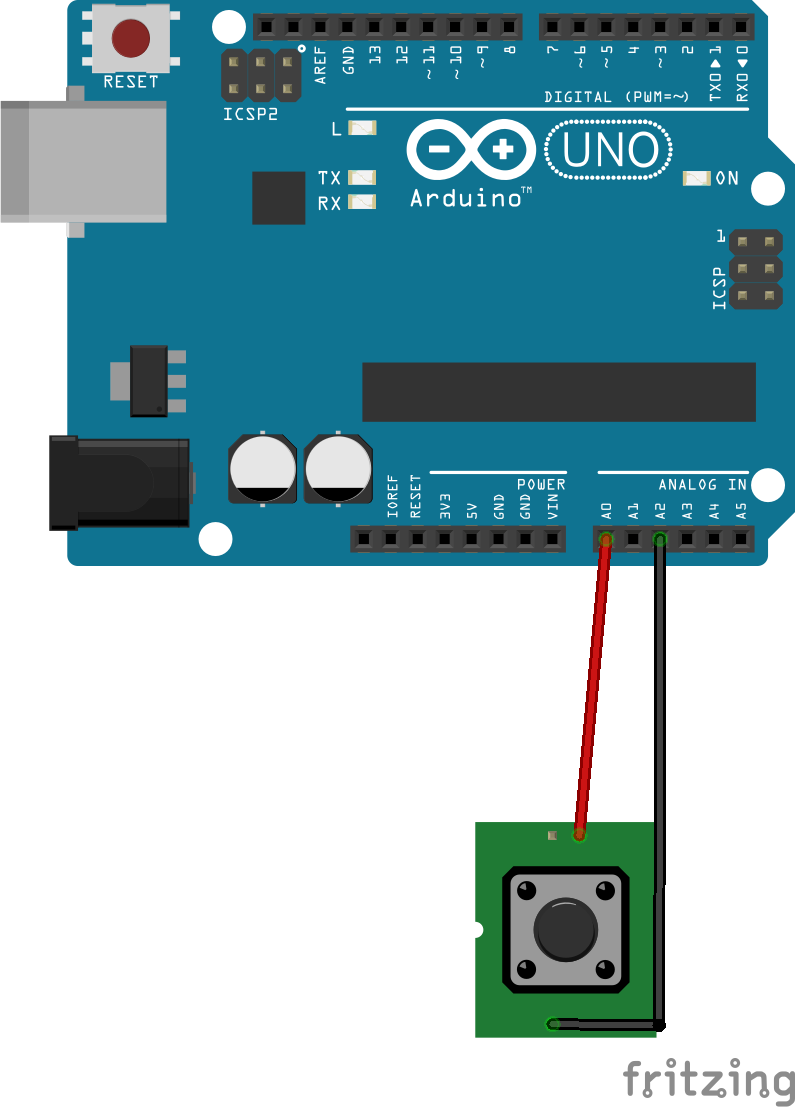 RESET
ICSP2
AREF
GND
13
12
~11
~10
~9
8
7
~6
~5
4
~3
2
TX0▶1
RX0◀0
DIGITAL (PWM=~)
L
TX
RX
Arduino™
UNO
ON
1
ICSP
IOREF
RESET
3V3
5V
GND
GND
VIN
POWER
A0
A1
A2
A3
A4
A5
ANALOG IN
fritzing